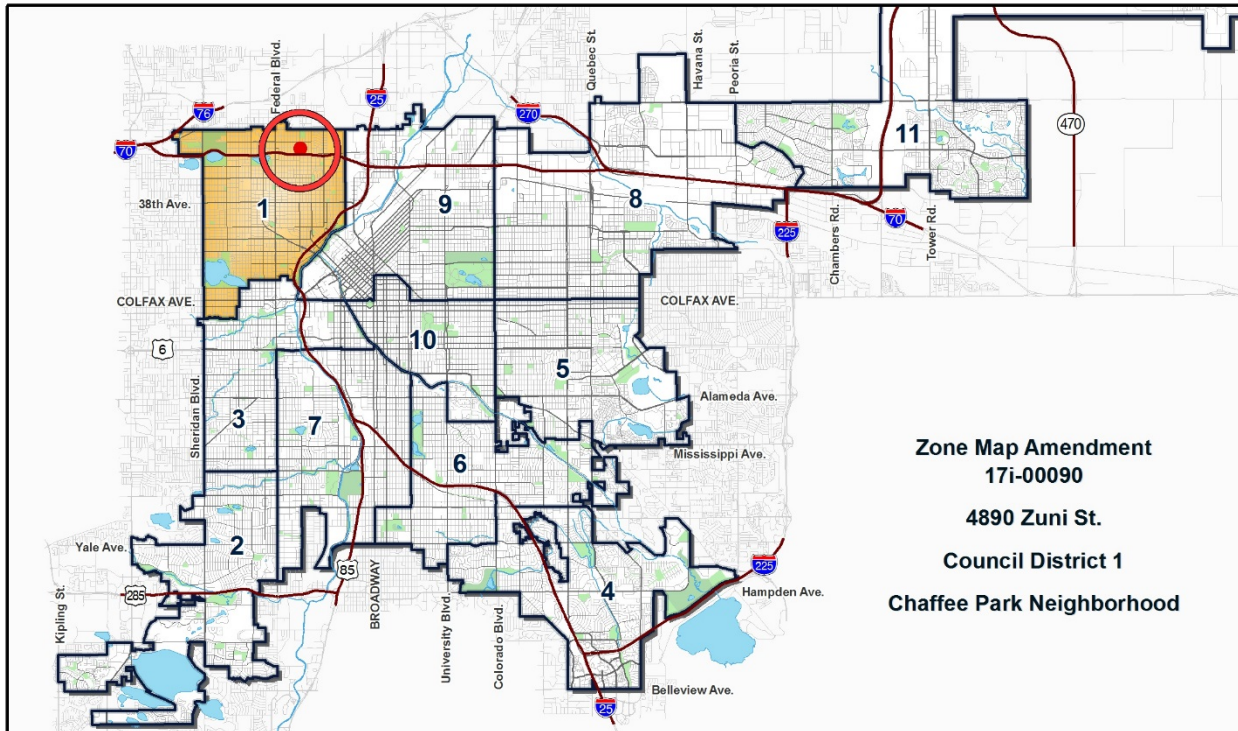 Federal Blvd.
Quebec St.
Havana St.
Peoria St.
76
25
270
70
470
11
38th Ave.
1
9
8
225
Chambers Rd.
70
Tower Rd.
COLFAX AVE.
COLFAX AVE.
6
10
5
Sheridan Blvd.
3
7
Alameda Ave.
Mississippi Ave.
6
Yale Ave.
2
85
BROADWAY
4
225
Hampden Ave.
Kipling St.
285
University Blvd.
Colorado Blvd.
Belleview Ave.
25
Zone Map Amendment
17i-00090
4890 Zuni St.
Council District 1
Chaffee Park Neighborhood